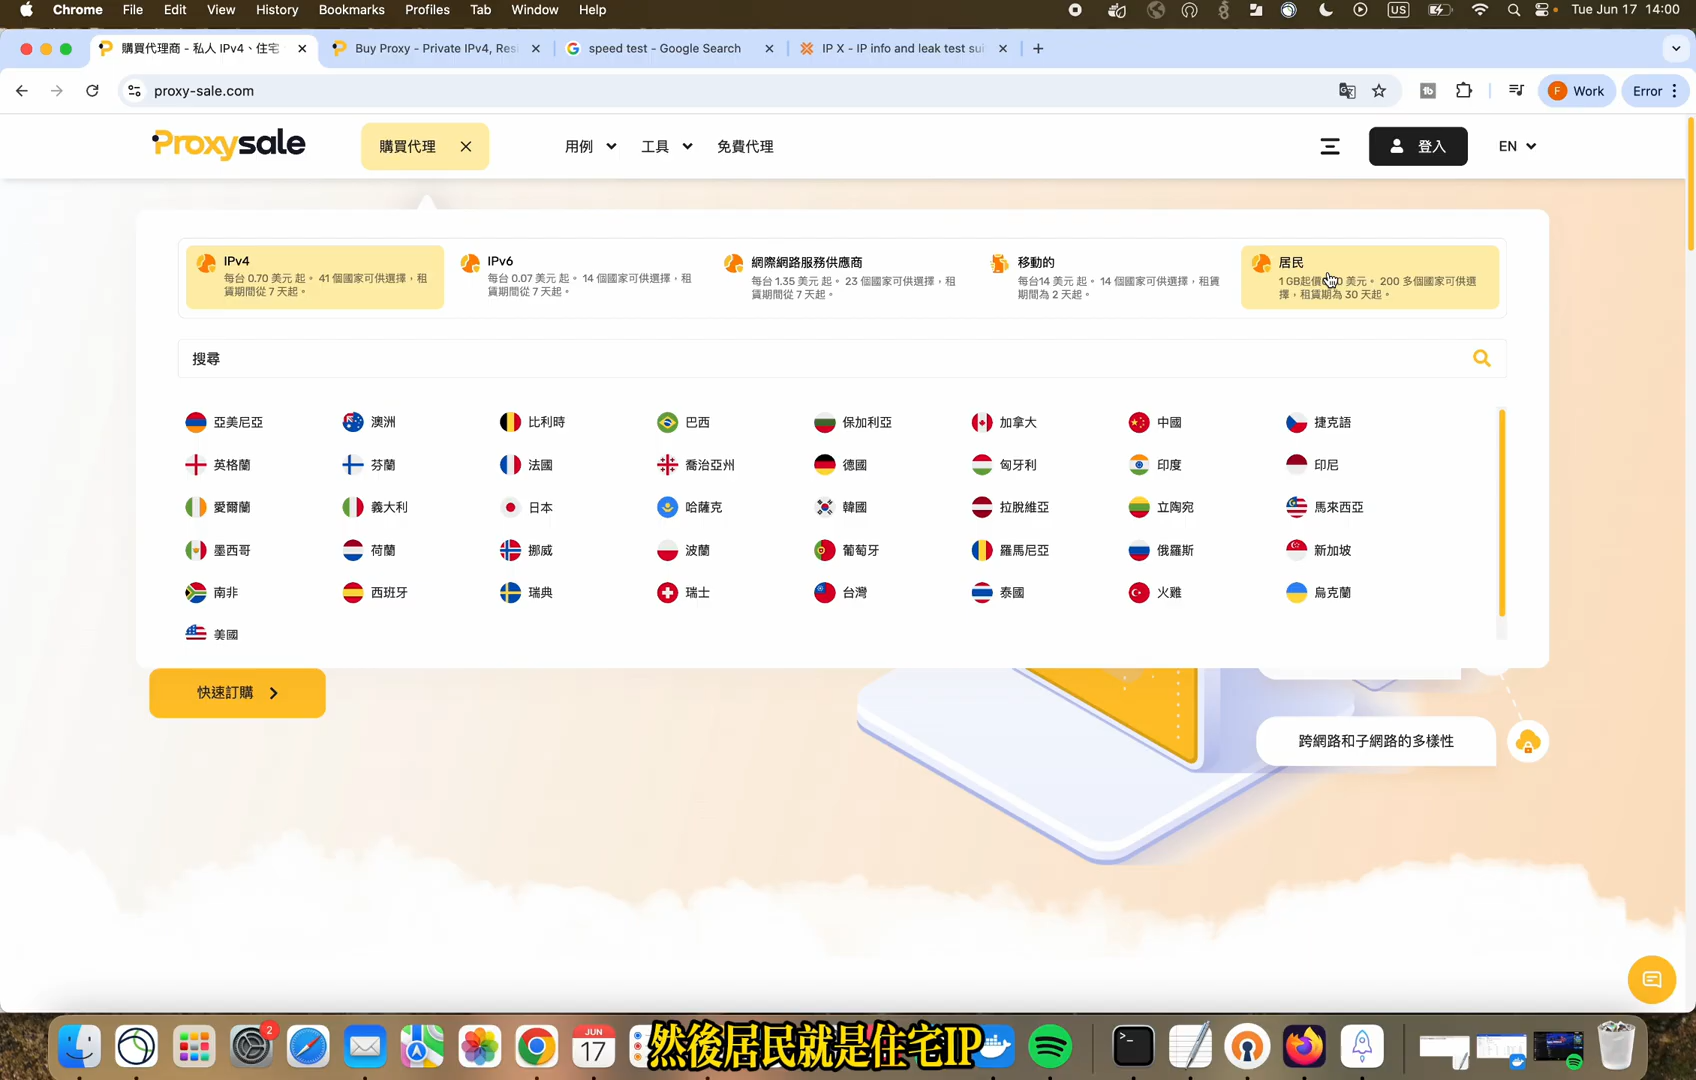 Chrome File Edit View History Bookmarks Profiles Tab Window Help US Tue Jun 17 14:00
購買代理商 - 私人 IPv4、住宅 Buy Proxy - Private IPv4, Resi speed test - Google Search IP X - IP info and leak test sui
proxy-sale.com Work Error
Proxysale 購買代理 用例 工具 免費代理 登入 EN
IPv4
每台 0.70 美元 起。 41 個國家可供選擇,租
賃期間從 7 天起。
IPv6
每台 0.07 美元 起。 14 個國家可供選擇,租
賃期間從 7 天起。
網際網路服務供應商
每台 1.35 美元 起。 23 個國家可供選擇,租
賃期間從 7 天起。
移動的
每台14 美元 起。 14 個國家可供選擇,租賃
期間為 2 天起。
居民
1 GB起價 美元。 200 多個國家可供選
擇,租賃期為 30 天起。
搜尋
亞美尼亞 澳洲 比利時 巴西 保加利亞 加拿大 中國 捷克語
英格蘭 芬蘭 法國 喬治亞州 德國 匈牙利 印度 印尼
愛爾蘭 義大利 日本 哈薩克 韓國 拉脫維亞 立陶宛 馬來西亞
墨西哥 荷蘭 挪威 波蘭 葡萄牙 羅馬尼亞 俄羅斯 新加坡
南非 西班牙 瑞典 瑞士 台灣 泰國 火雞 烏克蘭
美國
快速訂購
跨網路和子網路的多樣性
2
JUN
17
然後居民就是住宅IP